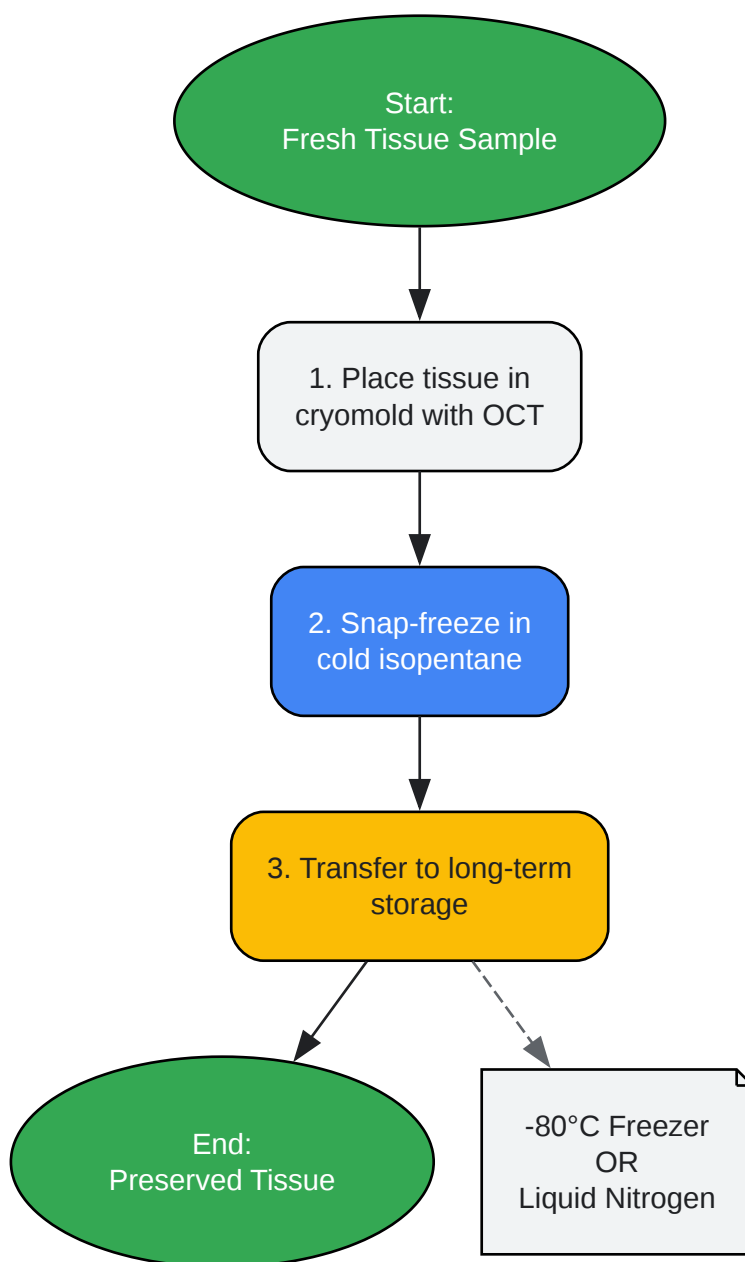 Start:
Fresh Tissue Sample
1. Place tissue in
cryomold with OCT
2. Snap-freeze in
cold isopentane
3. Transfer to long-term
storage
End:
Preserved Tissue
-80°C Freezer
OR
Liquid Nitrogen